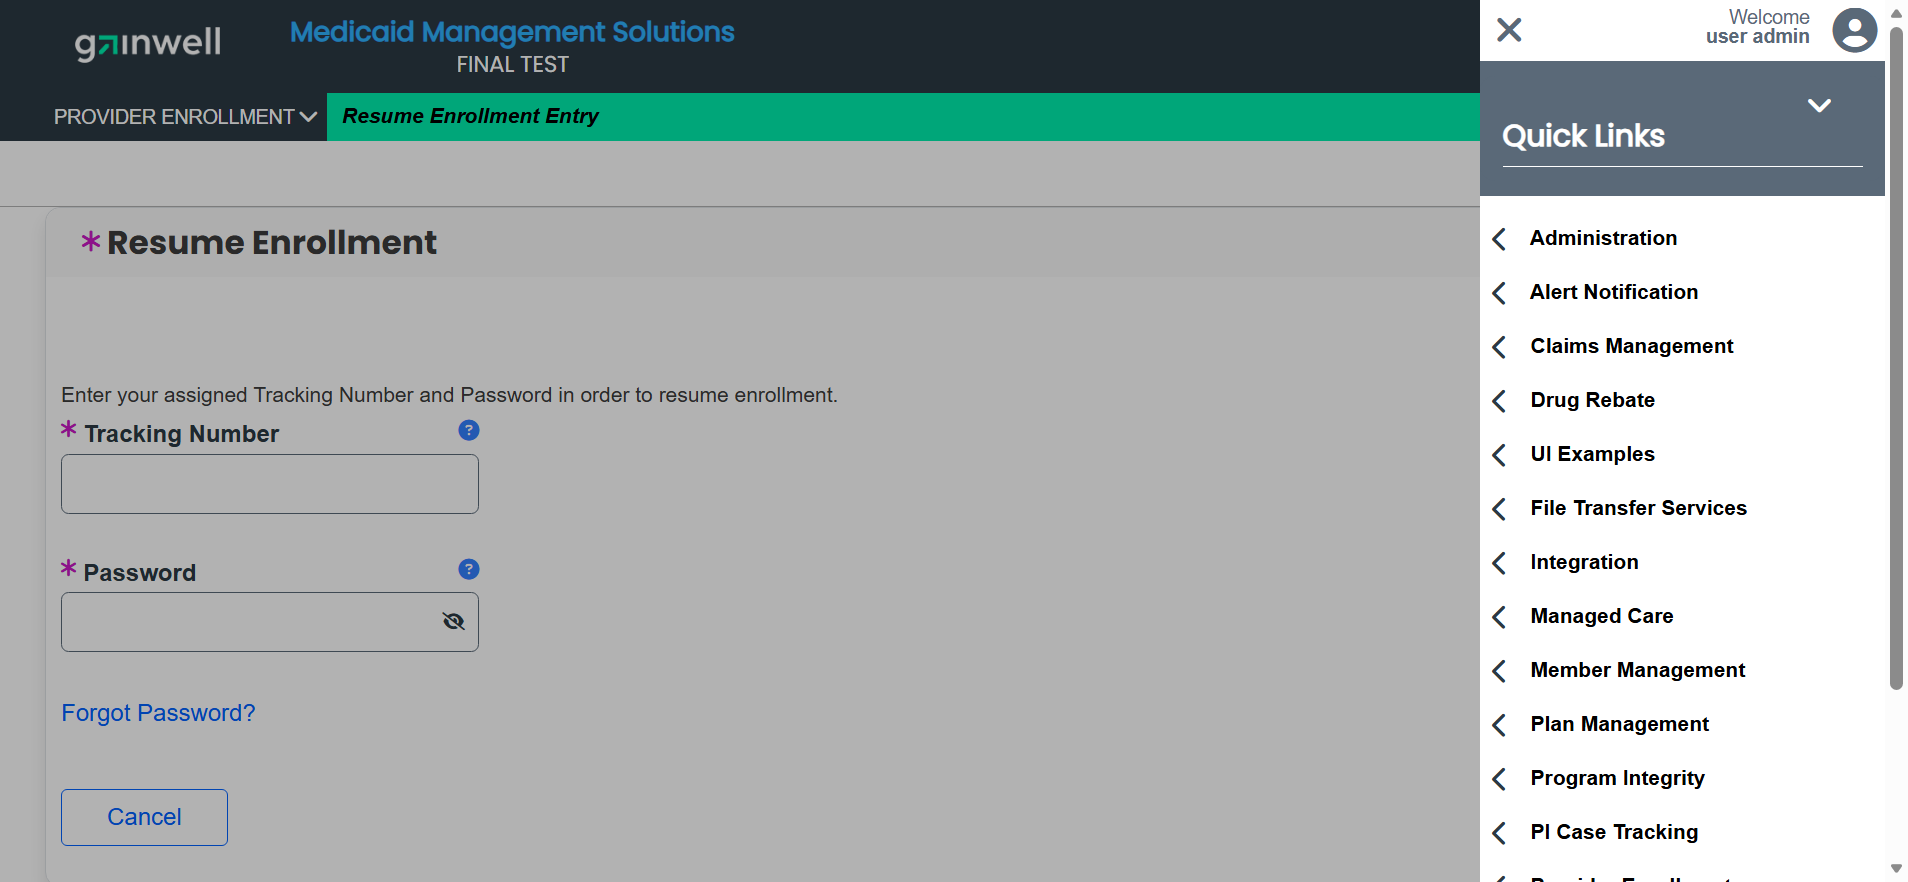 gainwell
Medicaid Management Solutions
FINAL TEST
PROVIDER ENROLLMENT
Resume Enrollment Entry
* Resume Enrollment
Enter your assigned Tracking Number and Password in order to resume enrollment.
* Tracking Number
?
* Password
?
Forgot Password?
Cancel
Welcome
user admin
Quick Links
Administration
Alert Notification
Claims Management
Drug Rebate
UI Examples
File Transfer Services
Integration
Managed Care
Member Management
Plan Management
Program Integrity
PI Case Tracking